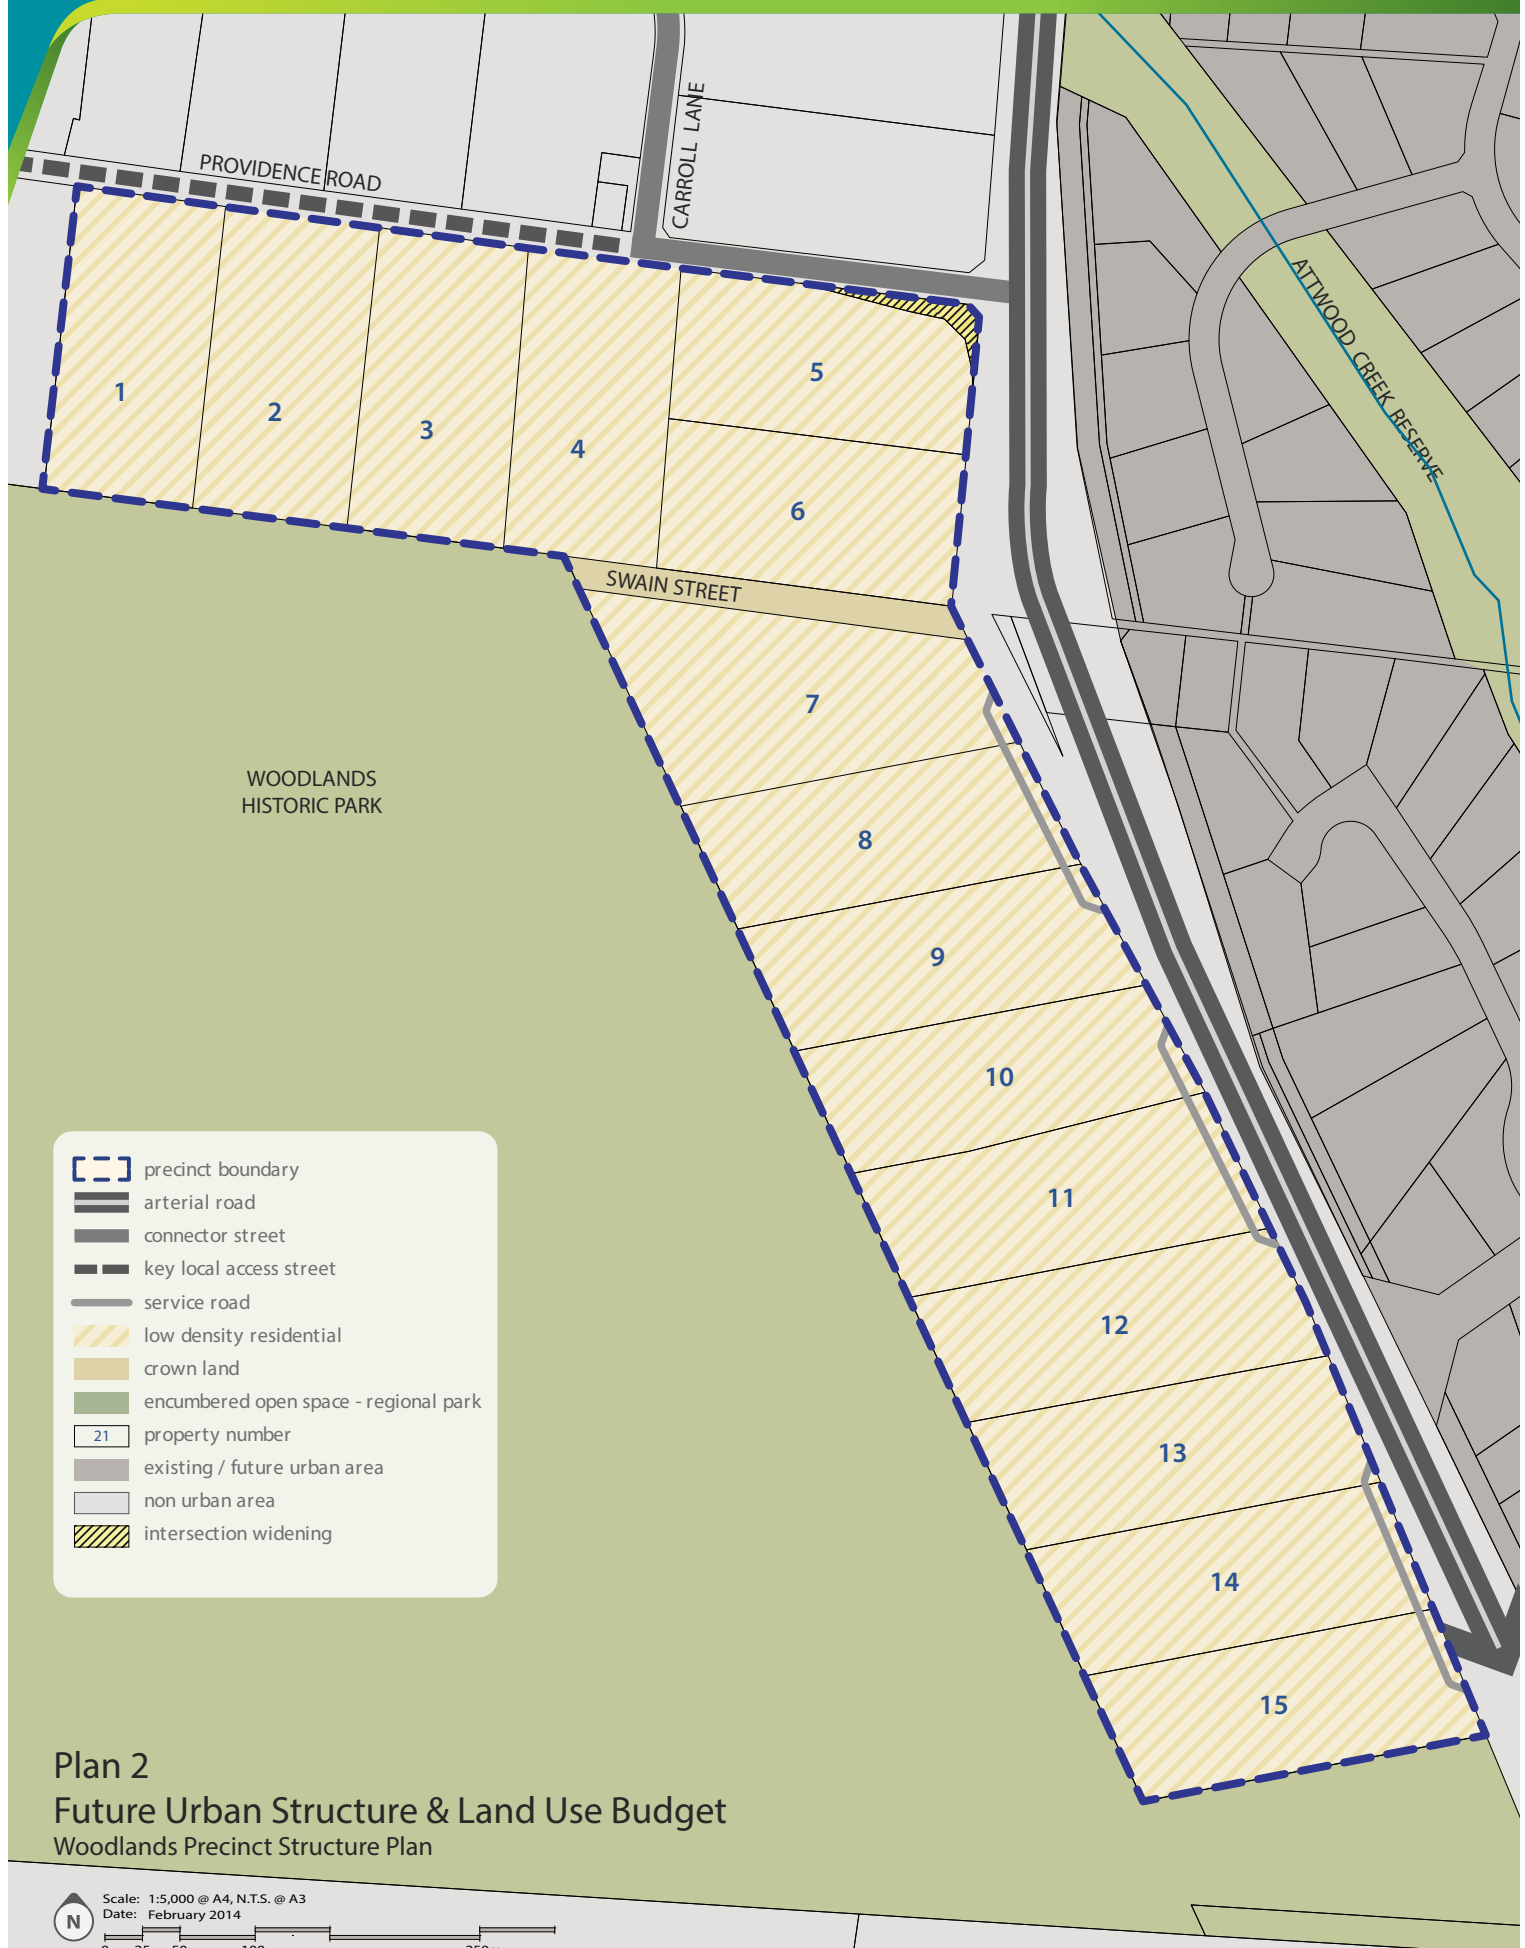 PROVIDENCE ROAD
CARROLL LANE
ATTWOOD CREEK RESERVE
1
2
3
4
5
6
SWAIN STREET
7
8
9
10
11
12
13
14
15
WOODLANDS
HISTORIC PARK
precinct boundary
arterial road
connector street
key local access street
service road
low density residential
crown land
encumbered open space - regional park
21 property number
existing / future urban area
non urban area
intersection widening
Plan 2
Future Urban Structure & Land Use Budget
Woodlands Precinct Structure Plan
N
Scale: 1:5,000 @ A4, N.T.S. @ A3
Date: February 2014
0 25 50 100